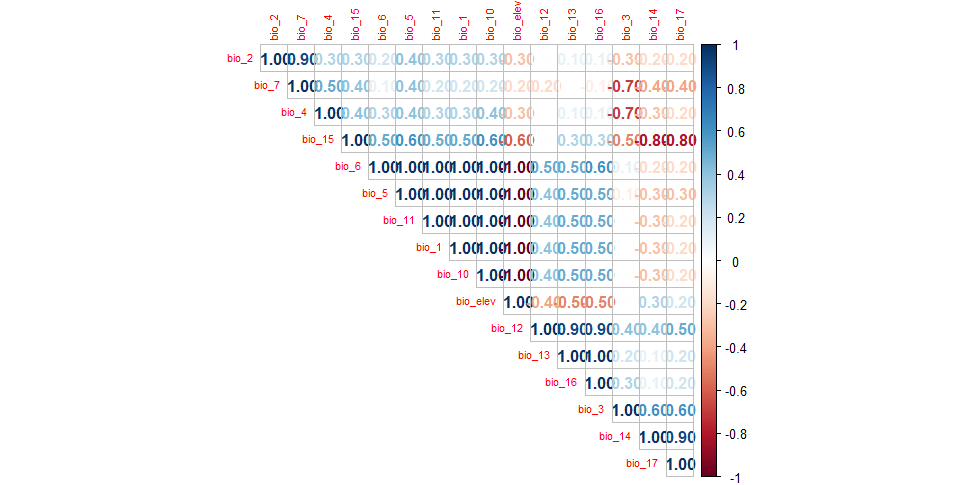 bio_2 bio_7 bio_4 bio_15 bio_6 bio_5 bio_11 bio_1 bio_10 bio_elev bio_12 bio_13 bio_16 bio_3 bio_14 bio_17
bio_2 1.00 0.90 0.30 0.30 0.20 0.40 0.30 0.30 0.30 -0.30 0.10 0.10 -0.30 -0.20 -0.20
bio_7 1.00 0.50 0.40 0.10 0.40 0.20 0.20 0.20 -0.20 -0.20 -0.10 -0.70 -0.40 -0.40
bio_4 1.00 0.40 0.30 0.40 0.30 0.30 0.40 -0.30 0.10 0.10 -0.70 -0.30 -0.20
bio_15 1.00 0.50 0.60 0.50 0.50 0.60 -0.60 0.30 0.30 -0.50 -0.80 -0.80
bio_6 1.00 1.00 1.00 1.00 1.00 -1.00 0.50 0.50 0.60 0.10 -0.20 -0.20
bio_5 1.00 1.00 1.00 1.00 -1.00 0.40 0.50 0.50 -0.10 -0.30 -0.30
bio_11 1.00 1.00 1.00 -1.00 0.40 0.50 0.50 -0.30 -0.20
bio_1 1.00 1.00 -1.00 0.40 0.50 0.50 -0.30 -0.20
bio_10 1.00 -1.00 0.40 0.50 0.50 -0.30 -0.20
bio_elev 1.00 -0.40 -0.50 -0.50 0.30 0.20
bio_12 1.00 0.90 0.90 0.40 0.40 0.50
bio_13 1.00 1.00 0.20 0.10 0.20
bio_16 1.00 0.30 0.10 0.20
bio_3 1.00 0.60 0.60
bio_14 1.00 0.90
bio_17 1.00
1
0.8
0.6
0.4
0.2
0
-0.2
-0.4
-0.6
-0.8
-1